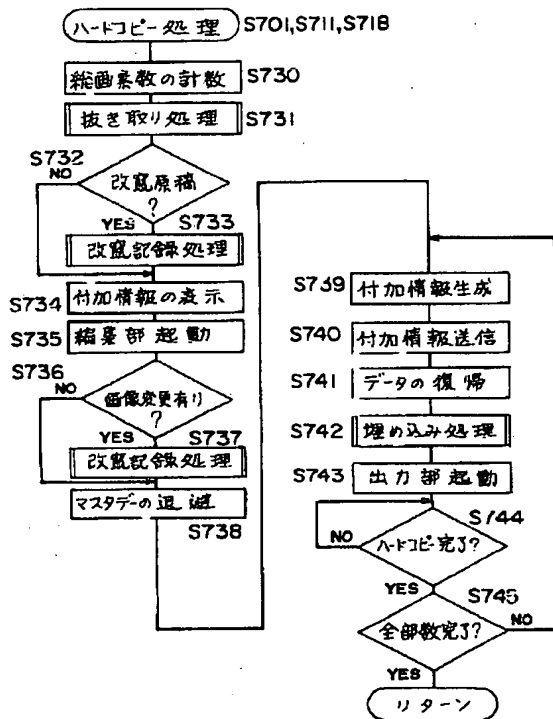 ハードコピー処理 S701,S711,S718
総画素数の計数 S730
抜き取り処理 S731
S732
NO
改竄原稿
?
YES S733
改竄記録処理
S734 付加情報の表示
S735 編集部起動
S736
NO
画像変更有り
?
YES S737
改竄記録処理
マスタデーの退避
S738
S739 付加情報生成
S740 付加情報送信
S741 データの復帰
S742 埋め込み処理
S743 出力部起動
S744
NO ハードコピー完了?
YES S745
全部数完了? NO
YES
リターン